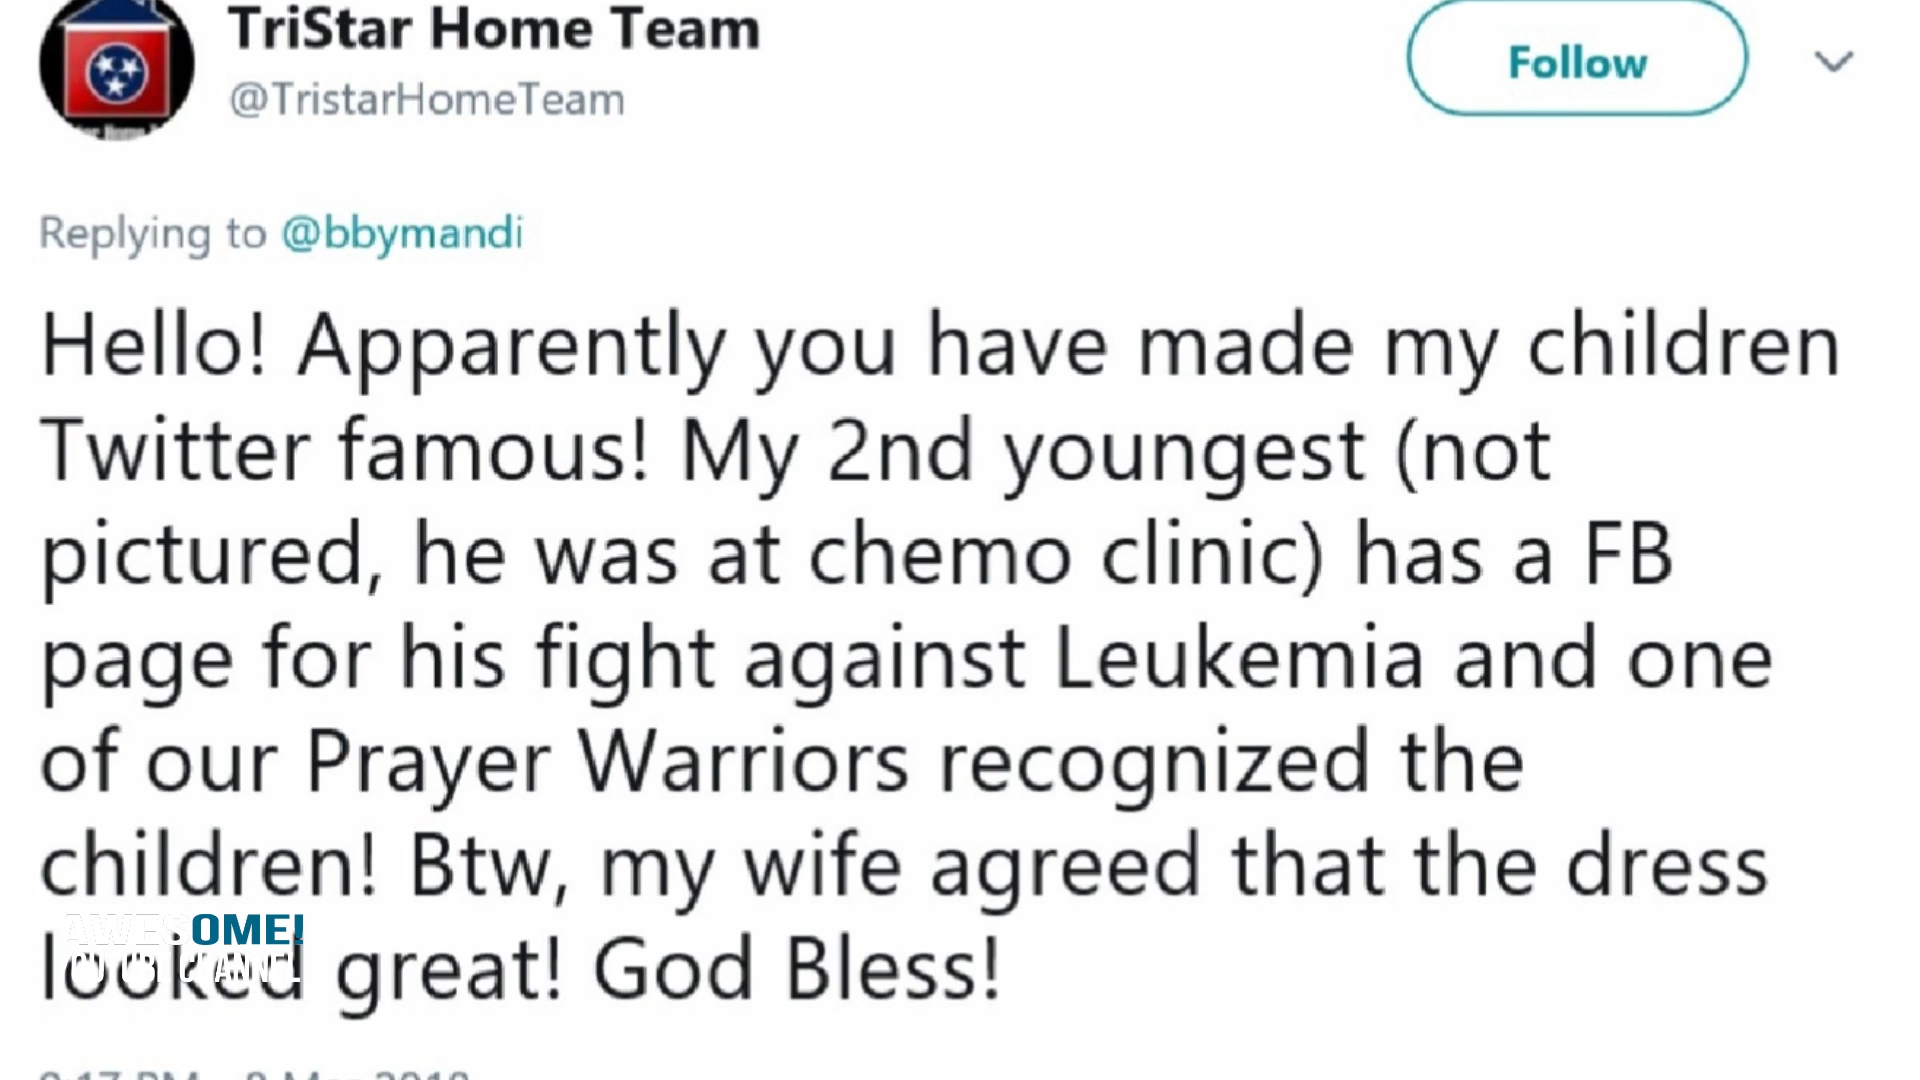 TriStar Home Team
@TristarHomeTeam
Follow
Replying to @bbymandi
Hello! Apparently you have made my children
Twitter famous! My 2nd youngest (not
pictured, he was at chemo clinic) has a FB
page for his fight against Leukemia and one
of our Prayer Warriors recognized the
children! Btw, my wife agreed that the dress
looked great! God Bless!
AWESOME!